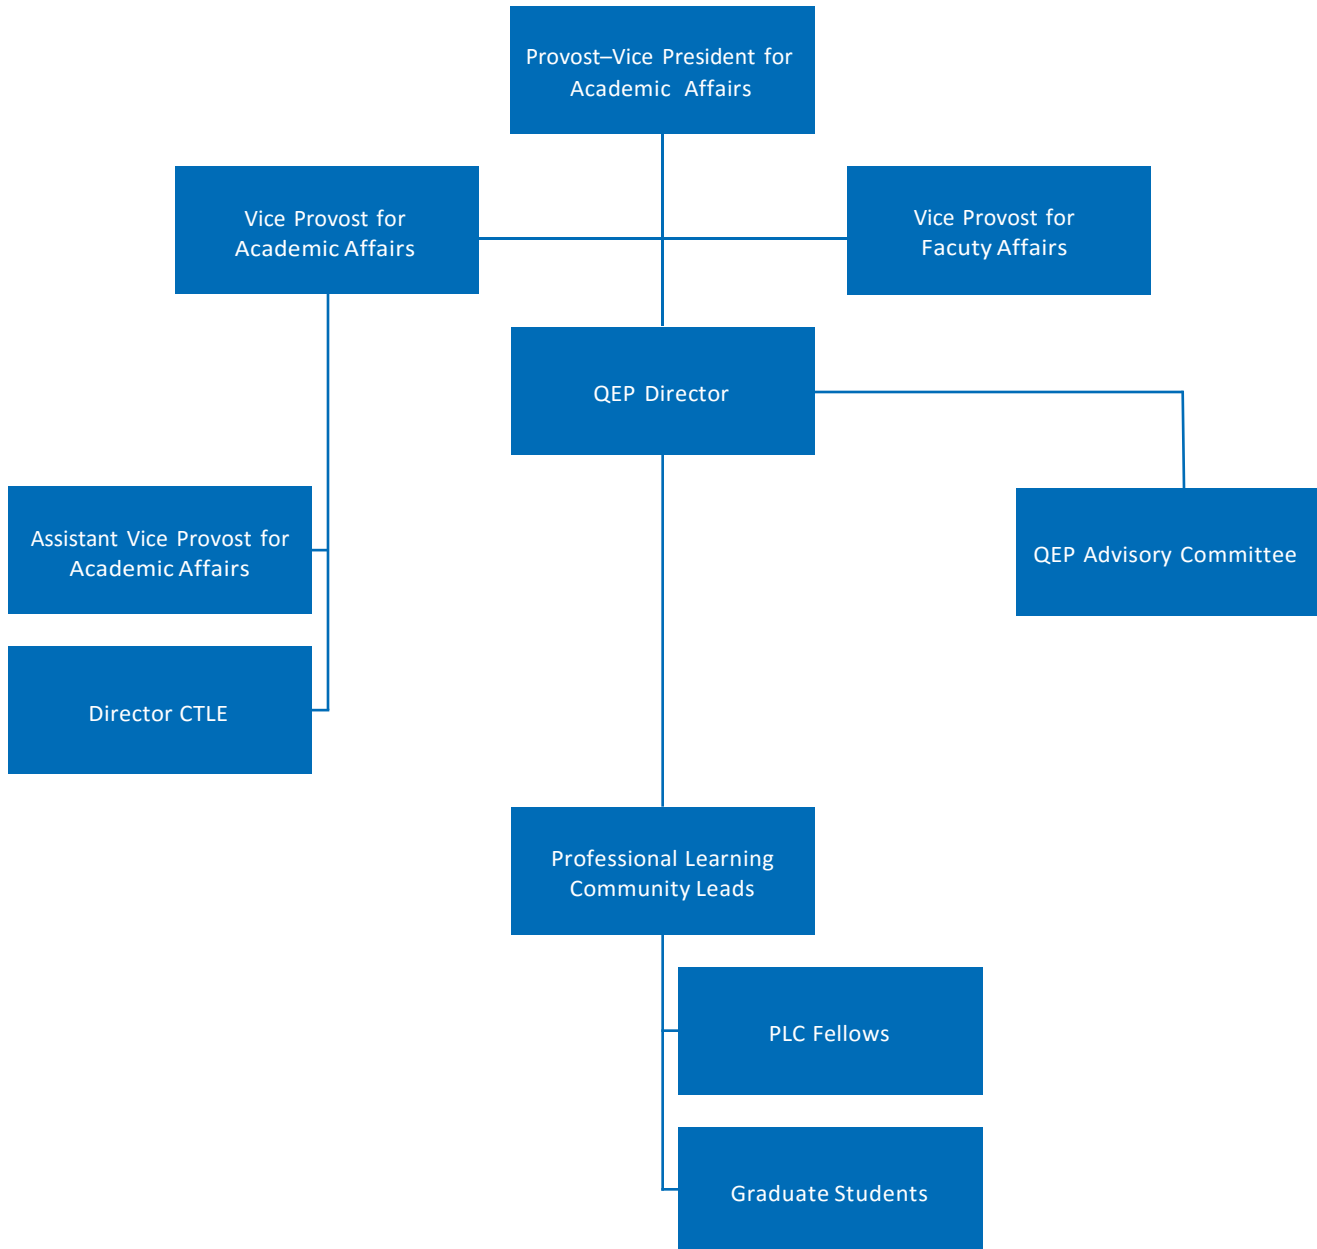 Provost–Vice President for
Academic Affairs
Vice Provost for
Academic Affairs
Vice Provost for
Facuty Affairs
QEP Director
Assistant Vice Provost for
Academic Affairs
QEP Advisory Committee
Director CTLE
Professional Learning
Community Leads
PLC Fellows
Graduate Students